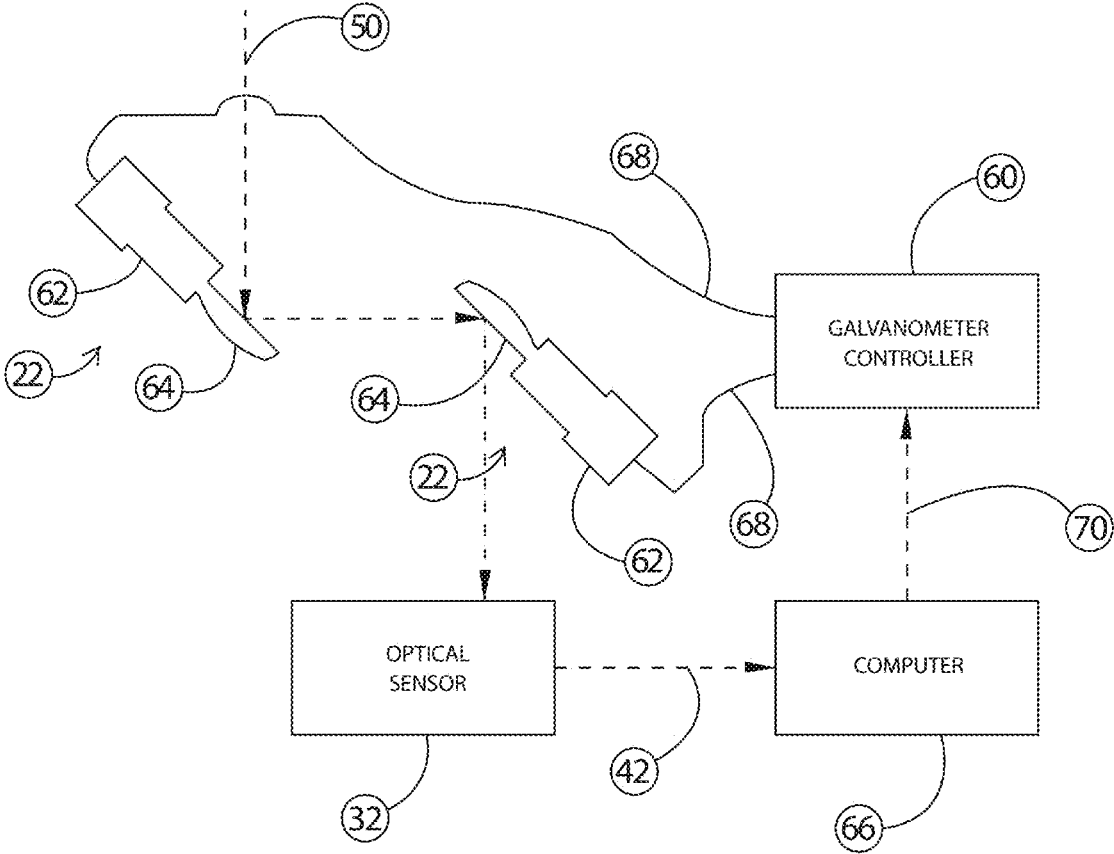 50
68
60
62
GALVANOMETER
CONTROLLER
22
64
64
22
68
70
62
OPTICAL
SENSOR
COMPUTER
42
32
66